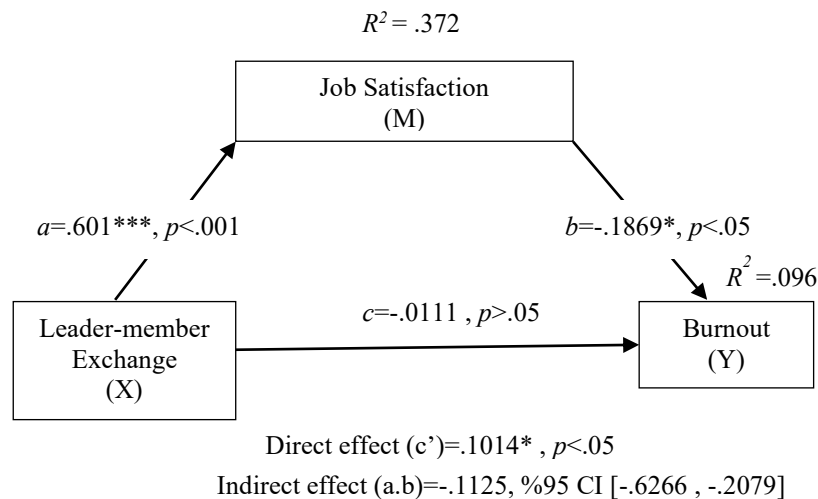 R² = .372
Job Satisfaction
(M)
a=.601***, p<.001
b=-.1869*, p<.05
R² =.096
c=-.0111 , p>.05
Leader-member
Exchange
(X)
Burnout
(Y)
Direct effect (c’)=.1014* , p<.05
Indirect effect (a.b)=-.1125, %95 CI [-.6266 , -.2079]